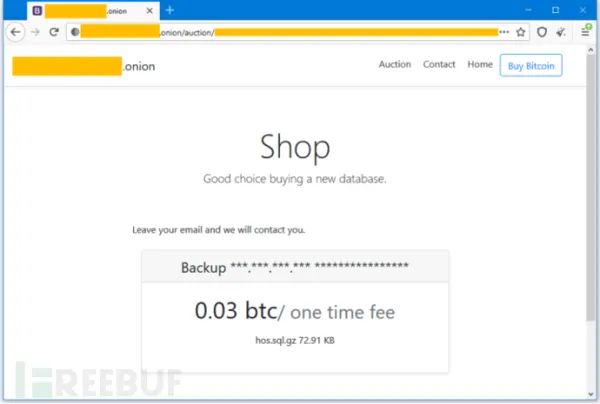 .onion
.onion/auction/
.onion
Auction Contact Home Buy Bitcoin
Shop
Good choice buying a new database.
Leave your email and we will contact you.
Backup ***.***.***.*** ****************
0.03 btc/ one time fee
hos.sql.gz 72.91 KB
FREEBUF